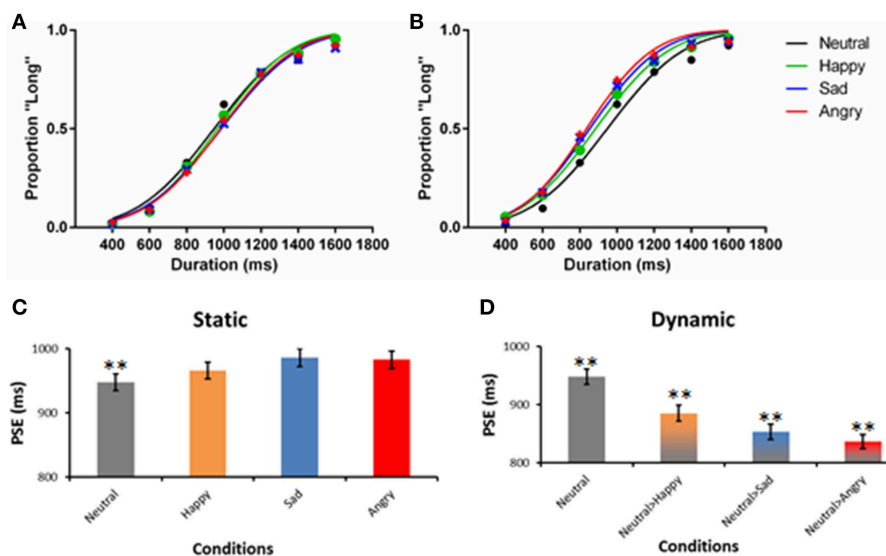 A
Proportion "Long"
1.0
0.5
0.0
400 600 800 1000 1200 1400 1600 1800
Duration (ms)
B
Proportion "Long"
1.0
0.5
0.0
400 600 800 1000 1200 1400 1600 1800
Duration (ms)
Neutral
Happy
Sad
Angry
C
Static
PSE (ms)
1000
900
800
**
Neutral
Happy
Sad
Angry
Conditions
D
Dynamic
PSE (ms)
1000
900
800
**
**
**
**
Neutral
Neutral>Happy
Neutral>Sad
Neutral>Angry
Conditions